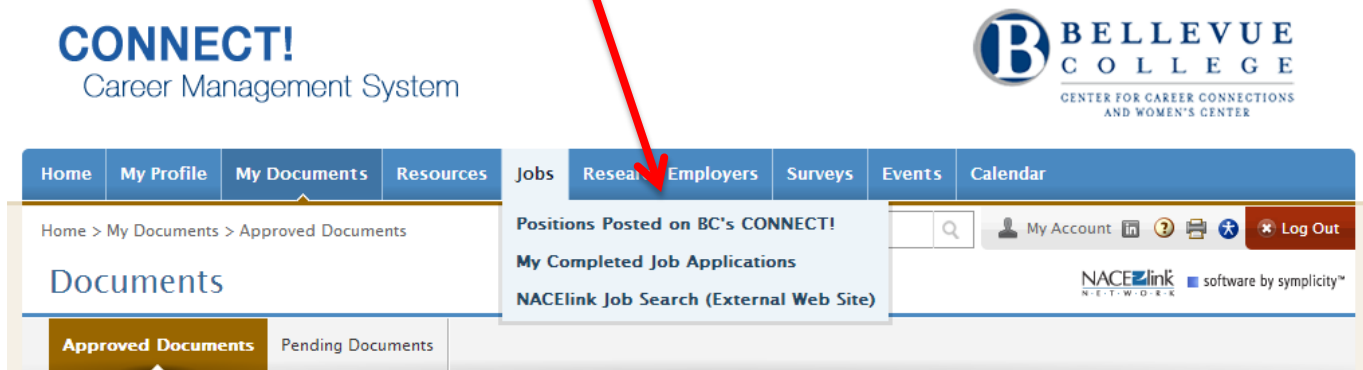 CONNECT!
Career Management System
B
BELLEVUE
COLLEGE
CENTER FOR CAREER CONNECTIONS
AND WOMEN'S CENTER
Home My Profile My Documents Resources Jobs Employers Surveys Events Calendar
Home > My Documents > Approved Documents
My Account in ? Log Out
Positions Posted on BC's CONNECT!
My Completed Job Applications
NACElink Job Search (External Web Site)
Documents
NACElink
N·E·T·W·O·R·K
software by symplicity™
Approved Documents Pending Documents